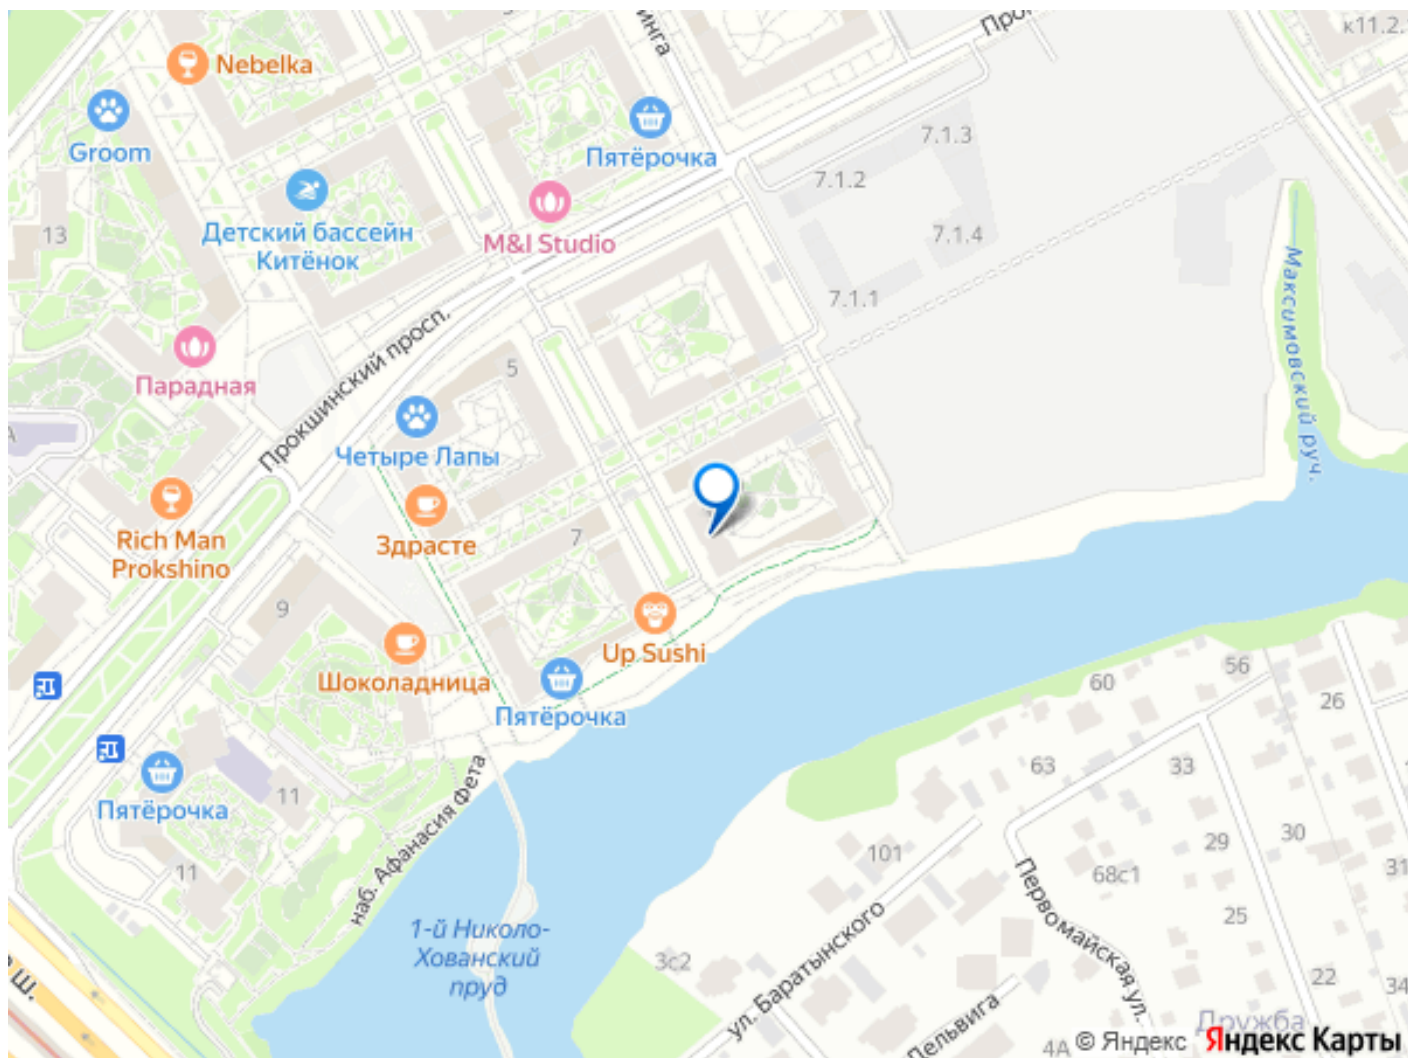 к11.2.
Nebelka
Groom
Пятёрочка
7.1.3
7.1.2
13
Детский бассейн
Китёнок
M&I Studio
7.1.4
7.1.1
Максимовский руч.
Прокшинский просп.
Парадная
5
Четыре Лапы
Rich Man
Prokshino
Здрасте
7
9
Шоколадница
Up Sushi
Пятёрочка
56
60
26
63
33
Пятёрочка
11
наб. Афанасия Фета
11
101
29
30
31
68с1
25
1-й Николо-
Хованский
пруд
3с2
ул. Баратынского
Первомайская ул.
22
34
Дружба
4А
© Яндекс
Яндекс Карты